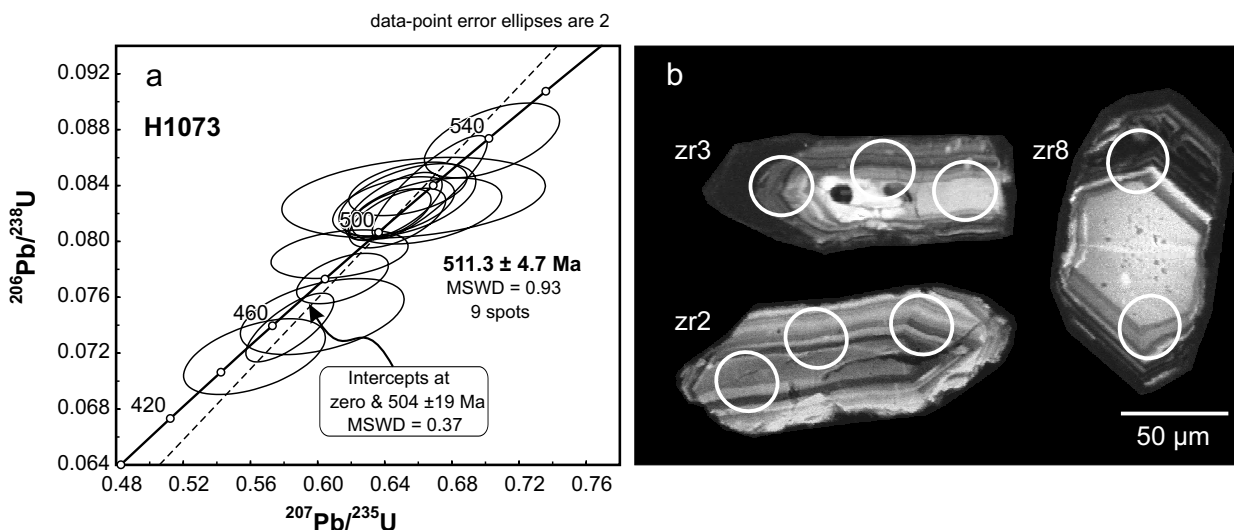 data-point error ellipses are 2
a
H1073
0.092
0.088
0.084
0.080
0.076
0.072
0.068
0.064
206Pb/238U
540
500
460
420
511.3 ± 4.7 Ma
MSWD = 0.93
9 spots
Intercepts at
zero & 504 ±19 Ma
MSWD = 0.37
0.48
0.52
0.56
0.60
0.64
0.68
0.72
0.76
207Pb/235U
b
zr3
zr8
zr2
50 µm